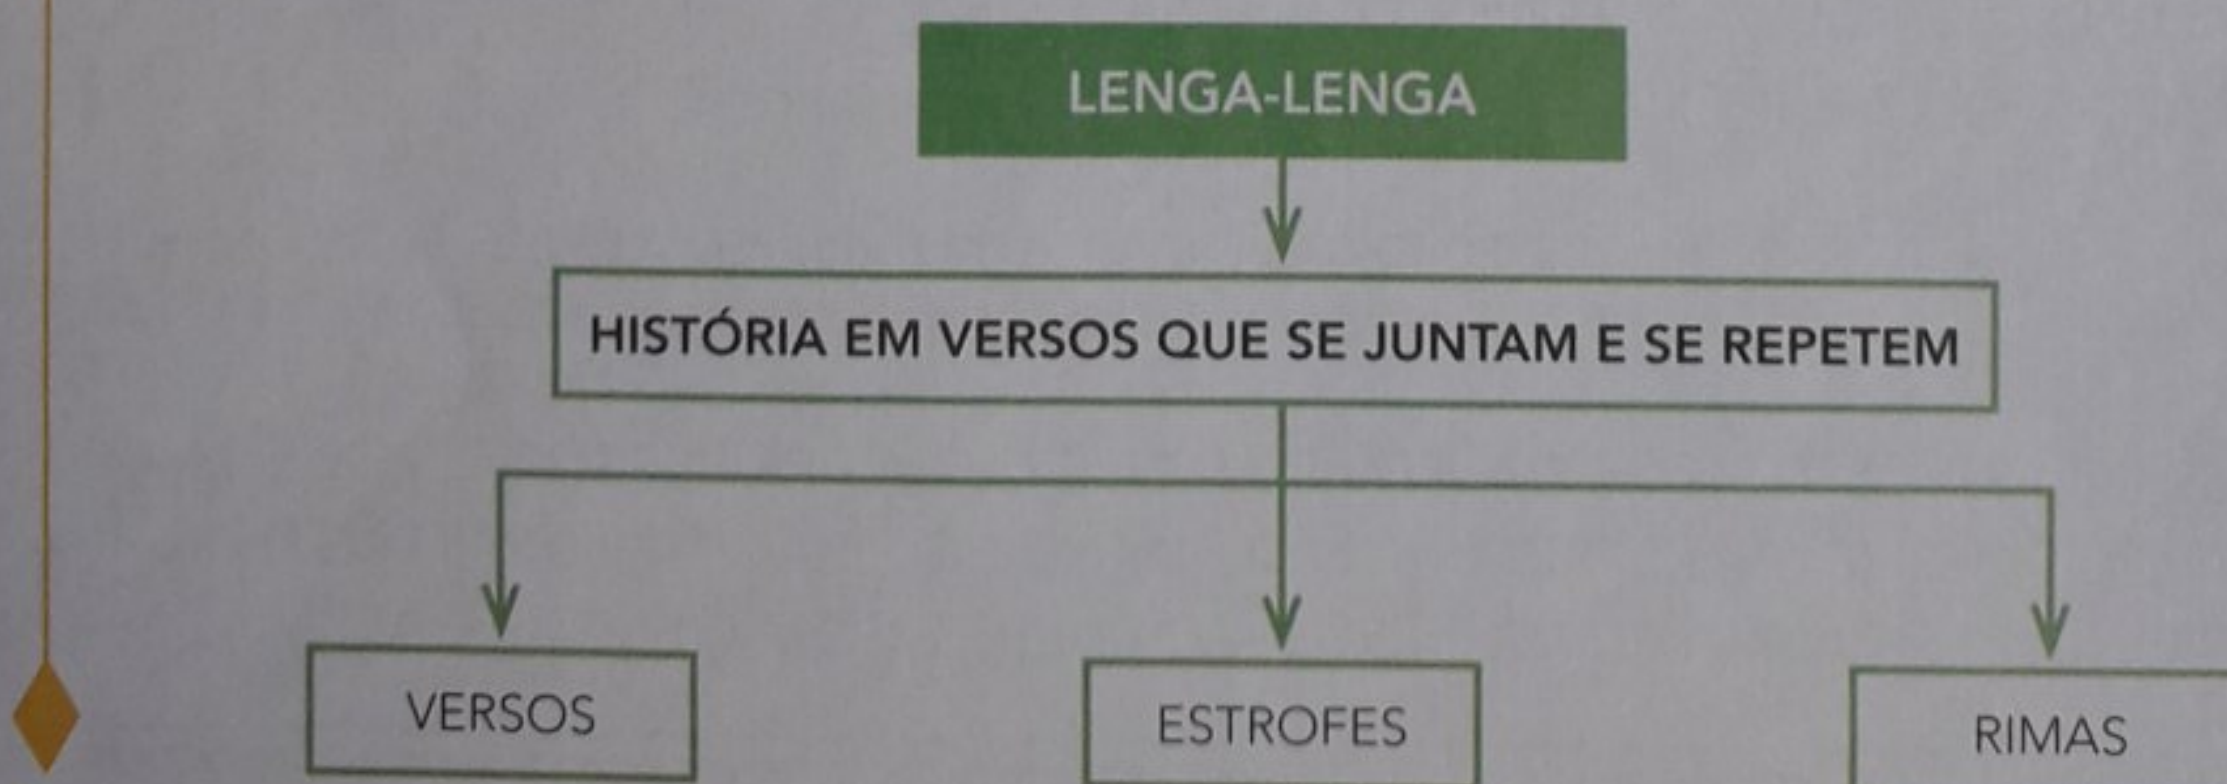 LENGA-LENGA
HISTÓRIA EM VERSOS QUE SE JUNTAM E SE REPETEM
VERSOS
ESTROFES
RIMAS